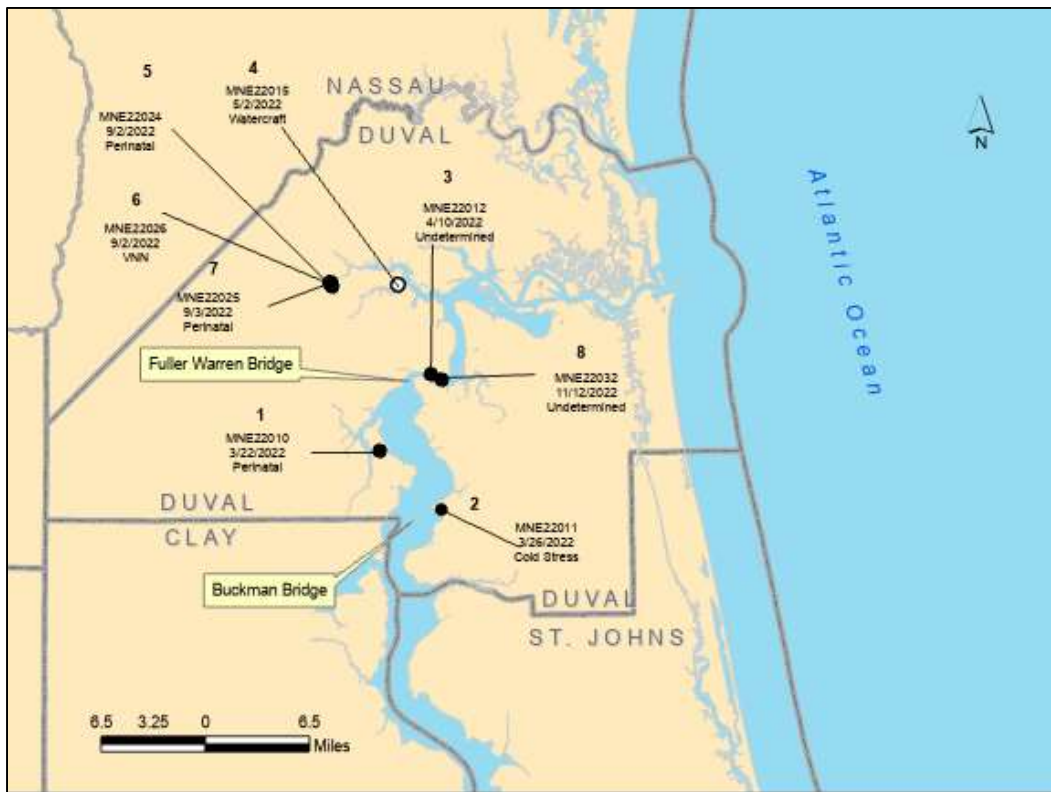 5
4
MNE22015
5/2/2022
Watercraft
NASSAU
DUVAL
MNE22024
9/2/2022
Perinatal
N
3
MNE22012
4/10/2022
Undetermined
6
MNE22026
9/2/2022
VNN
7
MNE22025
9/3/2022
Perinatal
Atlantic Ocean
Fuller Warren Bridge
8
MNE22032
11/12/2022
Undetermined
1
MNE22010
3/22/2022
Perinatal
DUVAL
CLAY
2
MNE22011
3/26/2022
Cold Stress
Buckman Bridge
DUVAL
ST. JOHNS
6.5 3.25 0 6.5
Miles